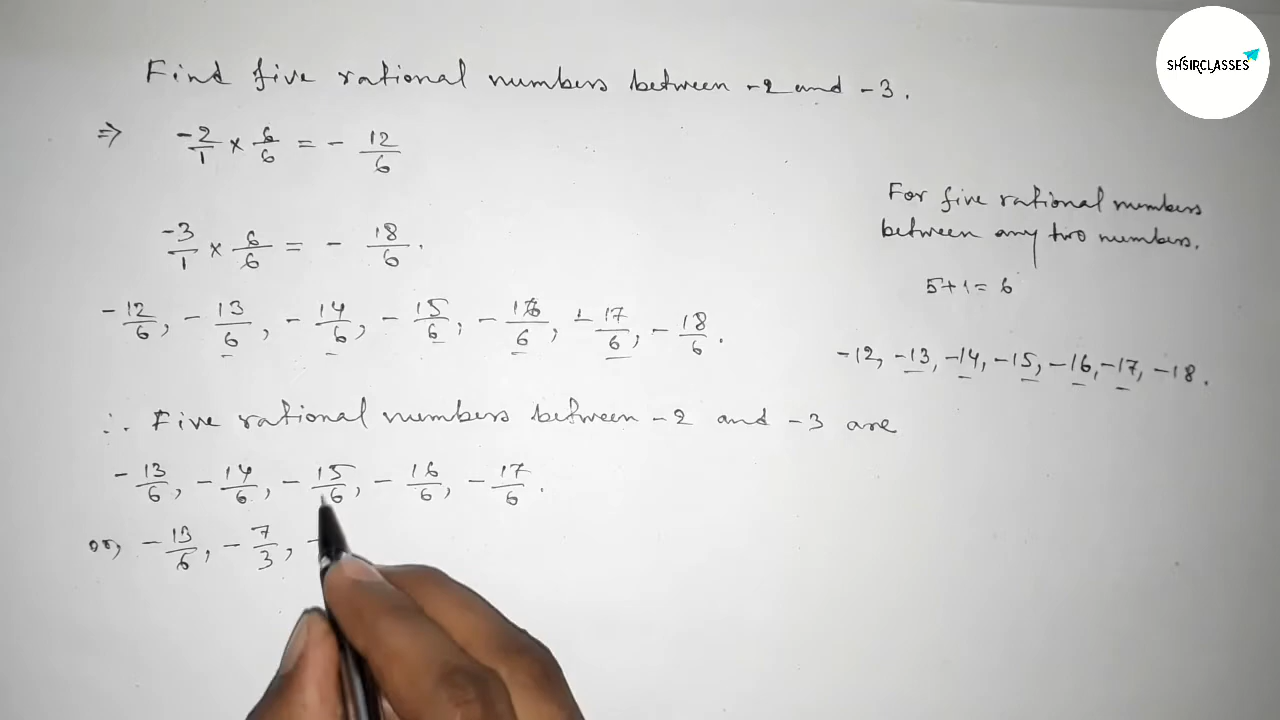 SHSIRCLASSES
Find five rational numbers between -2 and -3.
⇒ -2/1 × 6/6 = - 12/6
-3/1 × 6/6 = - 18/6.
For five rational numbers
between any two numbers.
5+1 = 6
-12/6, -13/6, -14/6, -15/6, -16/6, -17/6, -18/6.
-12, -13, -14, -15, -16, -17, -18.
∴ Five rational numbers between -2 and -3 are
-13/6, -14/6, -15/6, -16/6, -17/6.
or, -13/6, -7/3, -